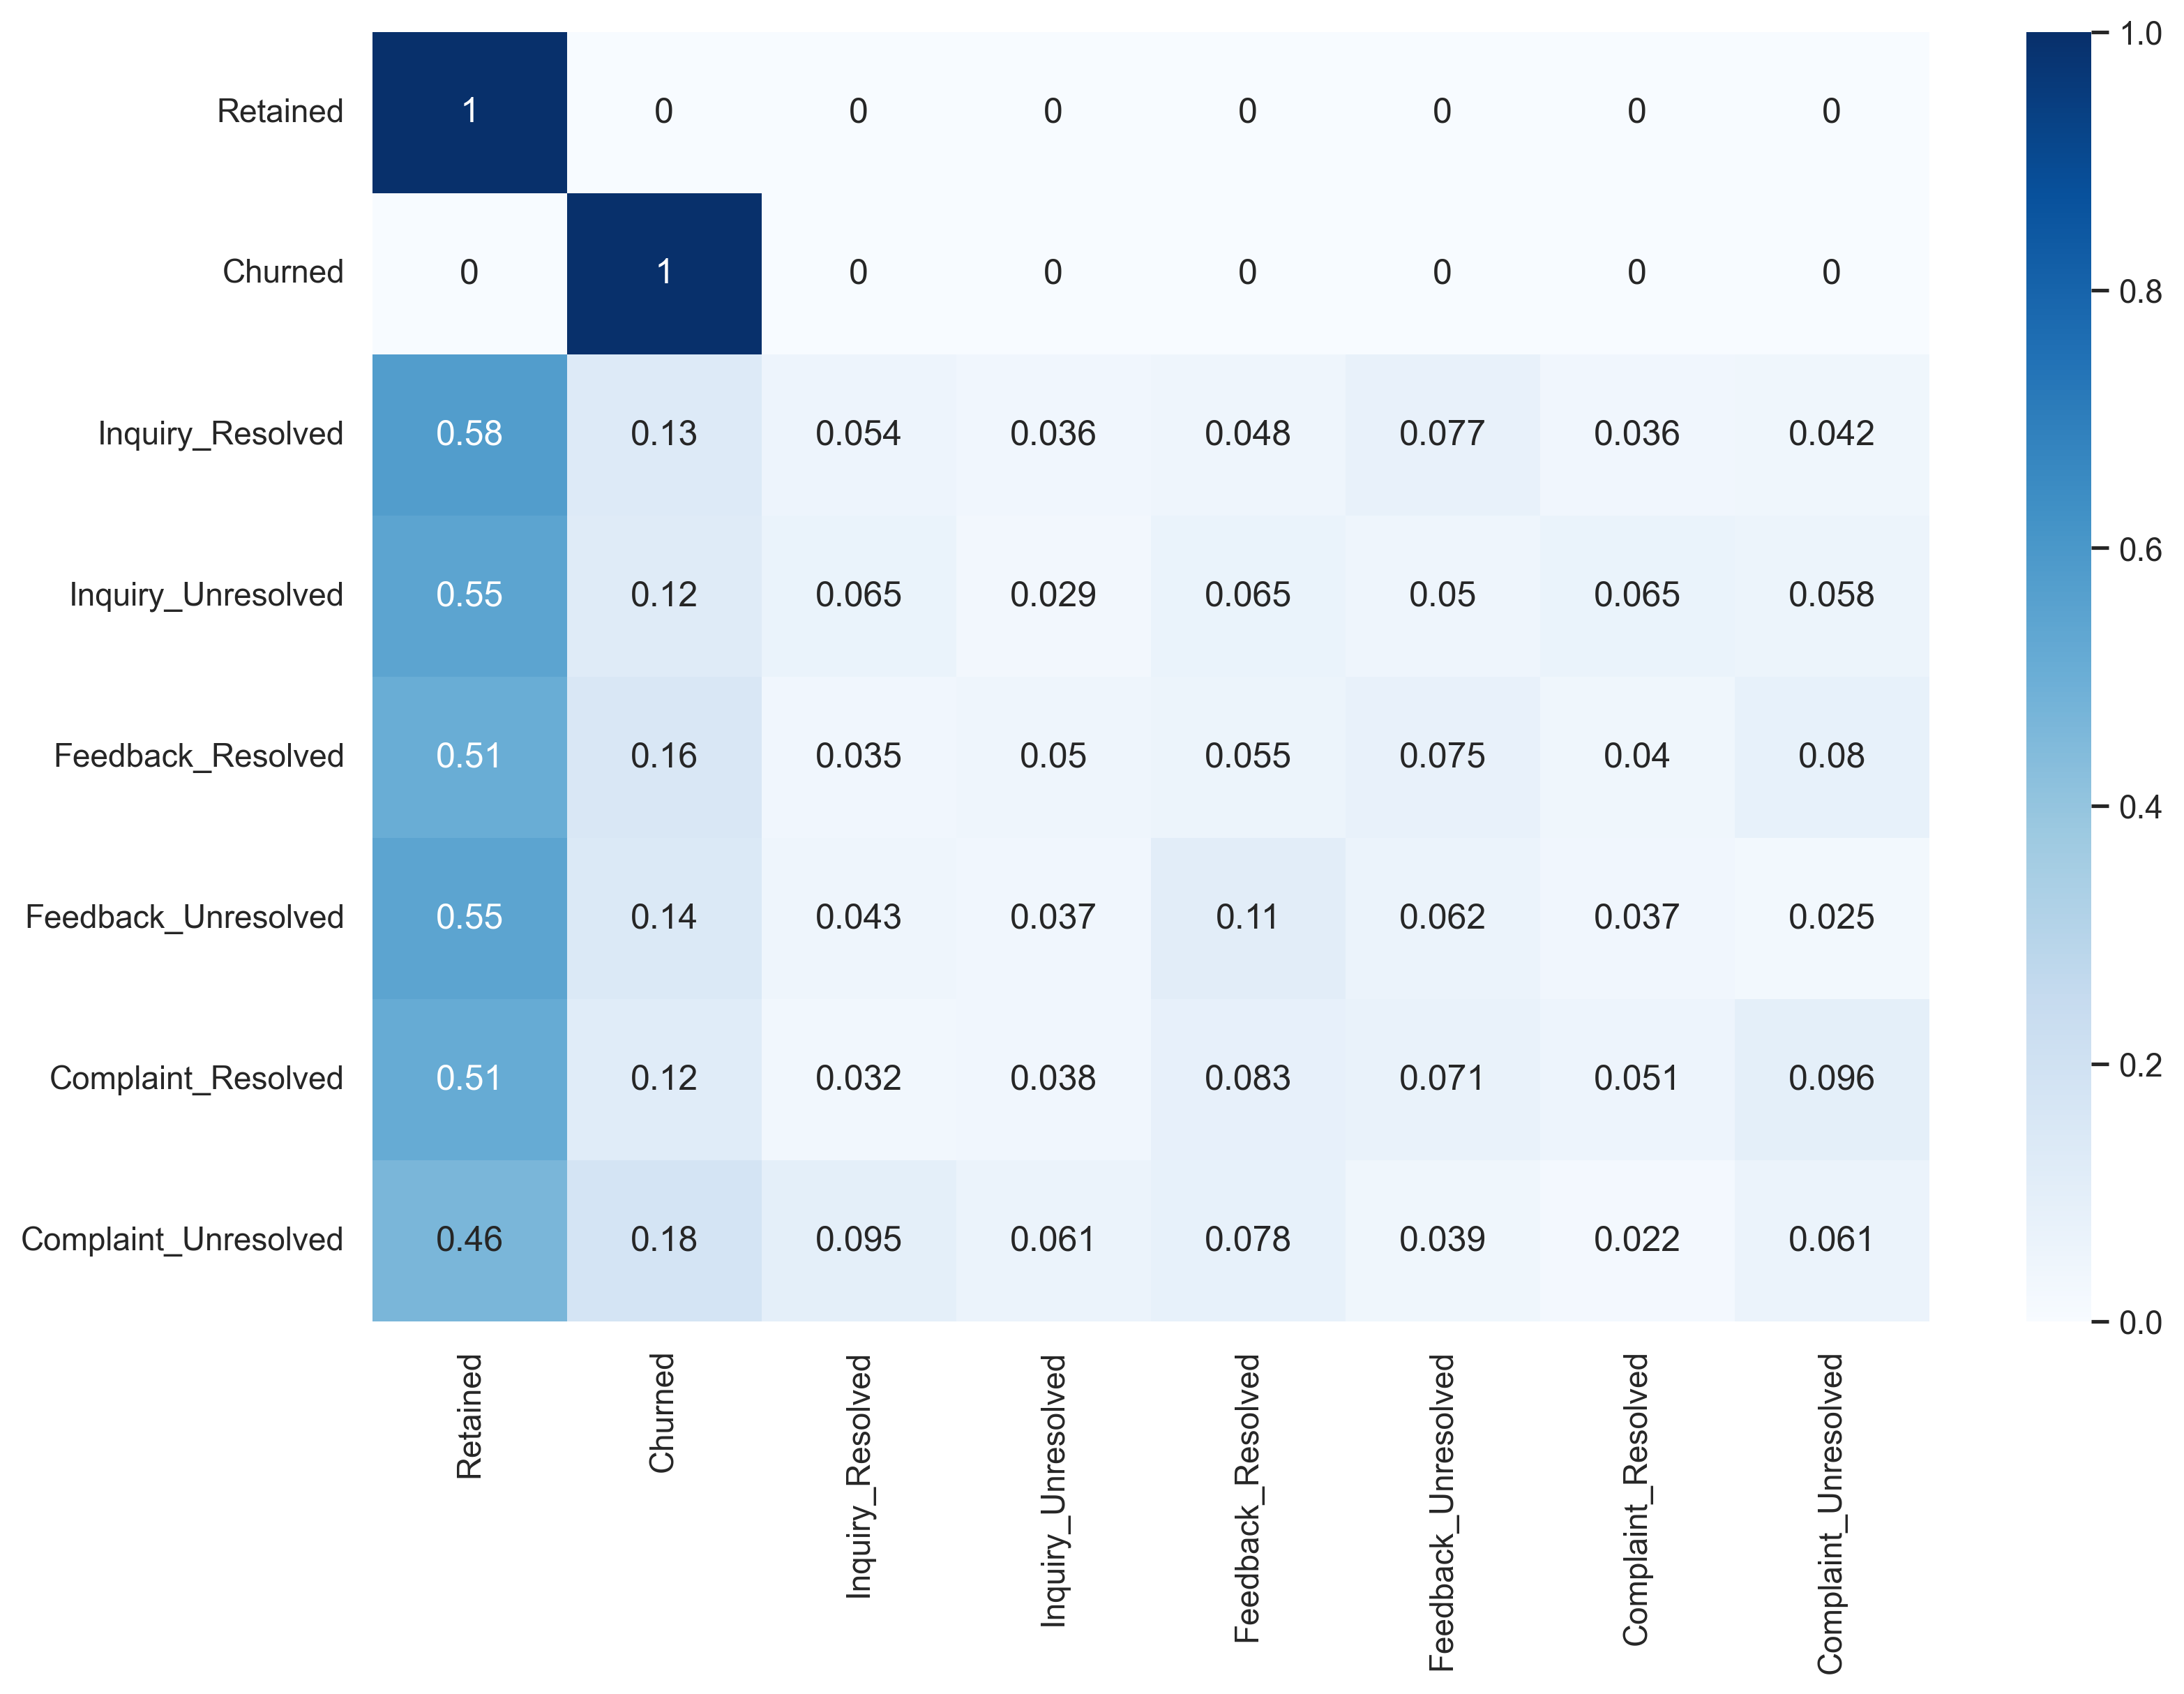 Retained 1 0 0 0 0 0 0 0
Churned 0 1 0 0 0 0 0 0
Inquiry_Resolved 0.58 0.13 0.054 0.036 0.048 0.077 0.036 0.042
Inquiry_Unresolved 0.55 0.12 0.065 0.029 0.065 0.05 0.065 0.058
Feedback_Resolved 0.51 0.16 0.035 0.05 0.055 0.075 0.04 0.08
Feedback_Unresolved 0.55 0.14 0.043 0.037 0.11 0.062 0.037 0.025
Complaint_Resolved 0.51 0.12 0.032 0.038 0.083 0.071 0.051 0.096
Complaint_Unresolved 0.46 0.18 0.095 0.061 0.078 0.039 0.022 0.061
Retained
Churned
Inquiry_Resolved
Inquiry_Unresolved
Feedback_Resolved
Feedback_Unresolved
Complaint_Resolved
Complaint_Unresolved
1.0
0.8
0.6
0.4
0.2
0.0